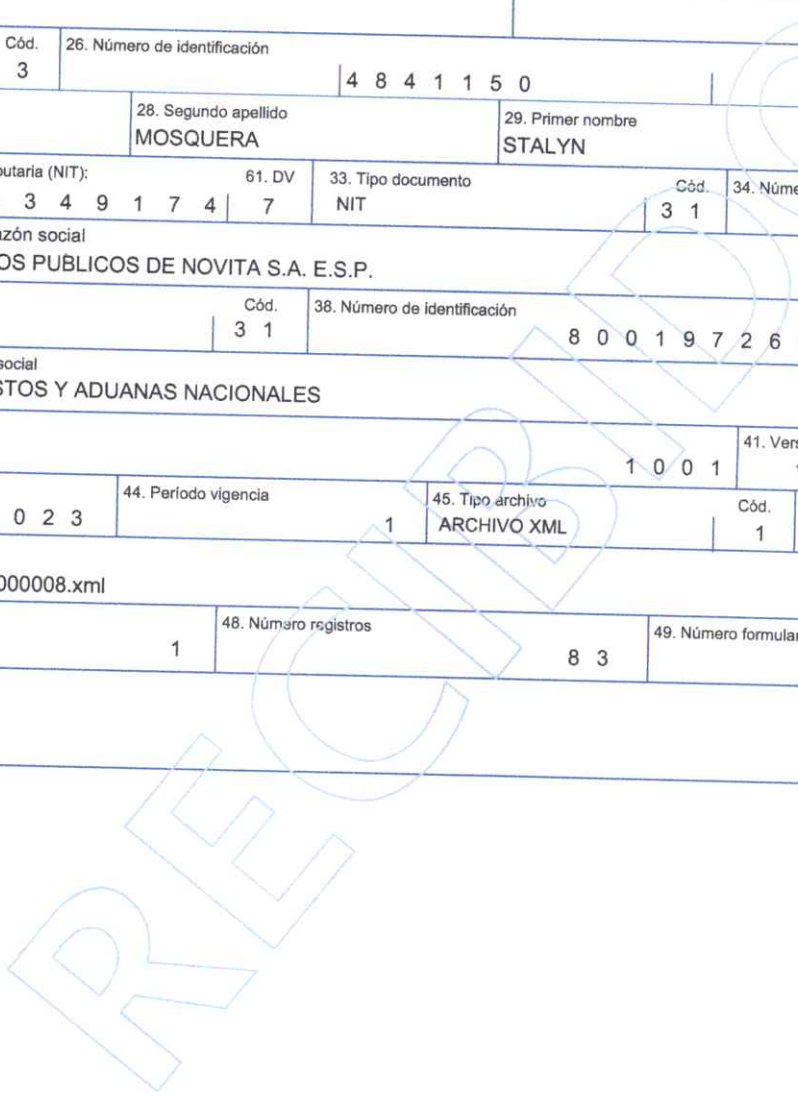 Cód. 26. Número de identificación
3 4 8 4 1 1 5 0
28. Segundo apellido 29. Primer nombre
MOSQUERA STALYN
butaria (NIT): 61. DV 33. Tipo documento Cód. 34. Núme
3 4 9 1 7 4 7 NIT 3 1
azón social
OS PUBLICOS DE NOVITA S.A. E.S.P.
Cód. 38. Número de identificación
3 1 8 0 0 1 9 7 2 6
social
STOS Y ADUANAS NACIONALES
41. Vers
1 0 0 1
44. Período vigencia 45. Tipo archivo Cód.
0 2 3 1 ARCHIVO XML 1
000008.xml
48. Número registros 49. Número formular
1 8 3
RECIBIDO